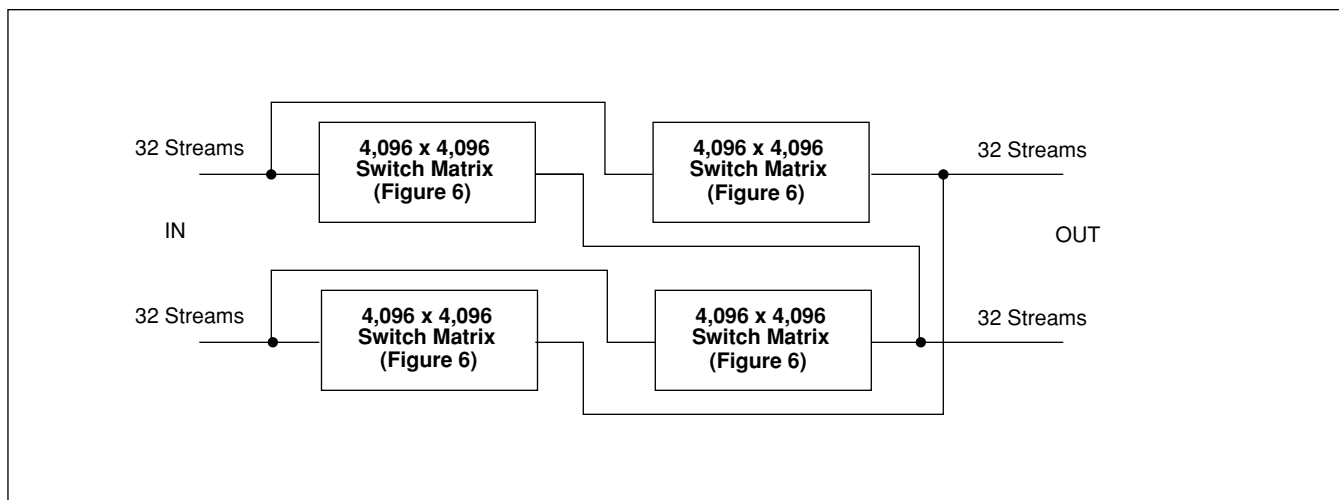 32 Streams
4,096 x 4,096
Switch Matrix
(Figure 6)
4,096 x 4,096
Switch Matrix
(Figure 6)
32 Streams
IN
OUT
32 Streams
4,096 x 4,096
Switch Matrix
(Figure 6)
4,096 x 4,096
Switch Matrix
(Figure 6)
32 Streams